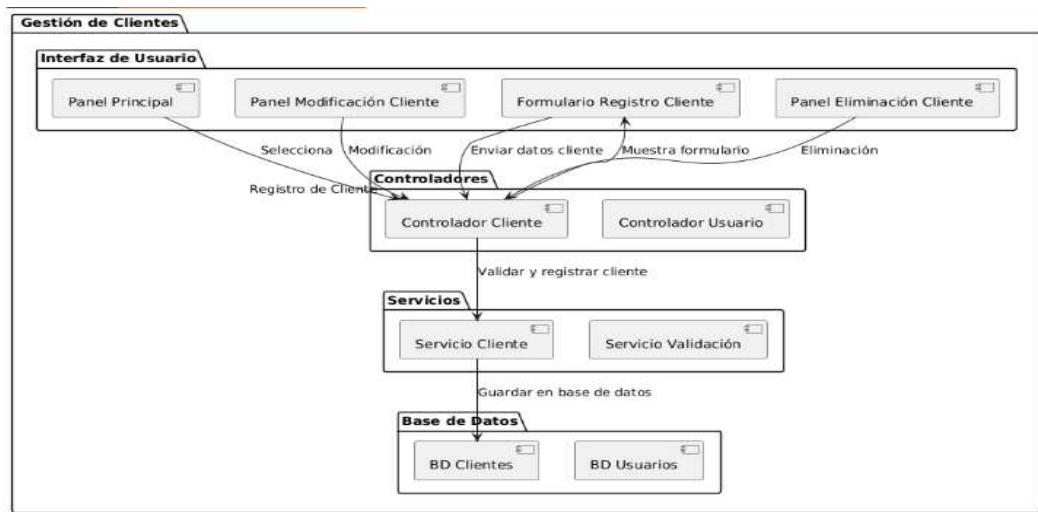 Gestión de Clientes
Interfaz de Usuario
Panel Principal
Panel Modificación Cliente
Formulario Registro Cliente
Panel Eliminación Cliente
Selecciona
Modificación
Enviar datos cliente
Muestra formulario
Eliminación
Registro de Cliente
Controladores
Controlador Cliente
Controlador Usuario
Validar y registrar cliente
Servicios
Servicio Cliente
Servicio Validación
Guardar en base de datos
Base de Datos
BD Clientes
BD Usuarios